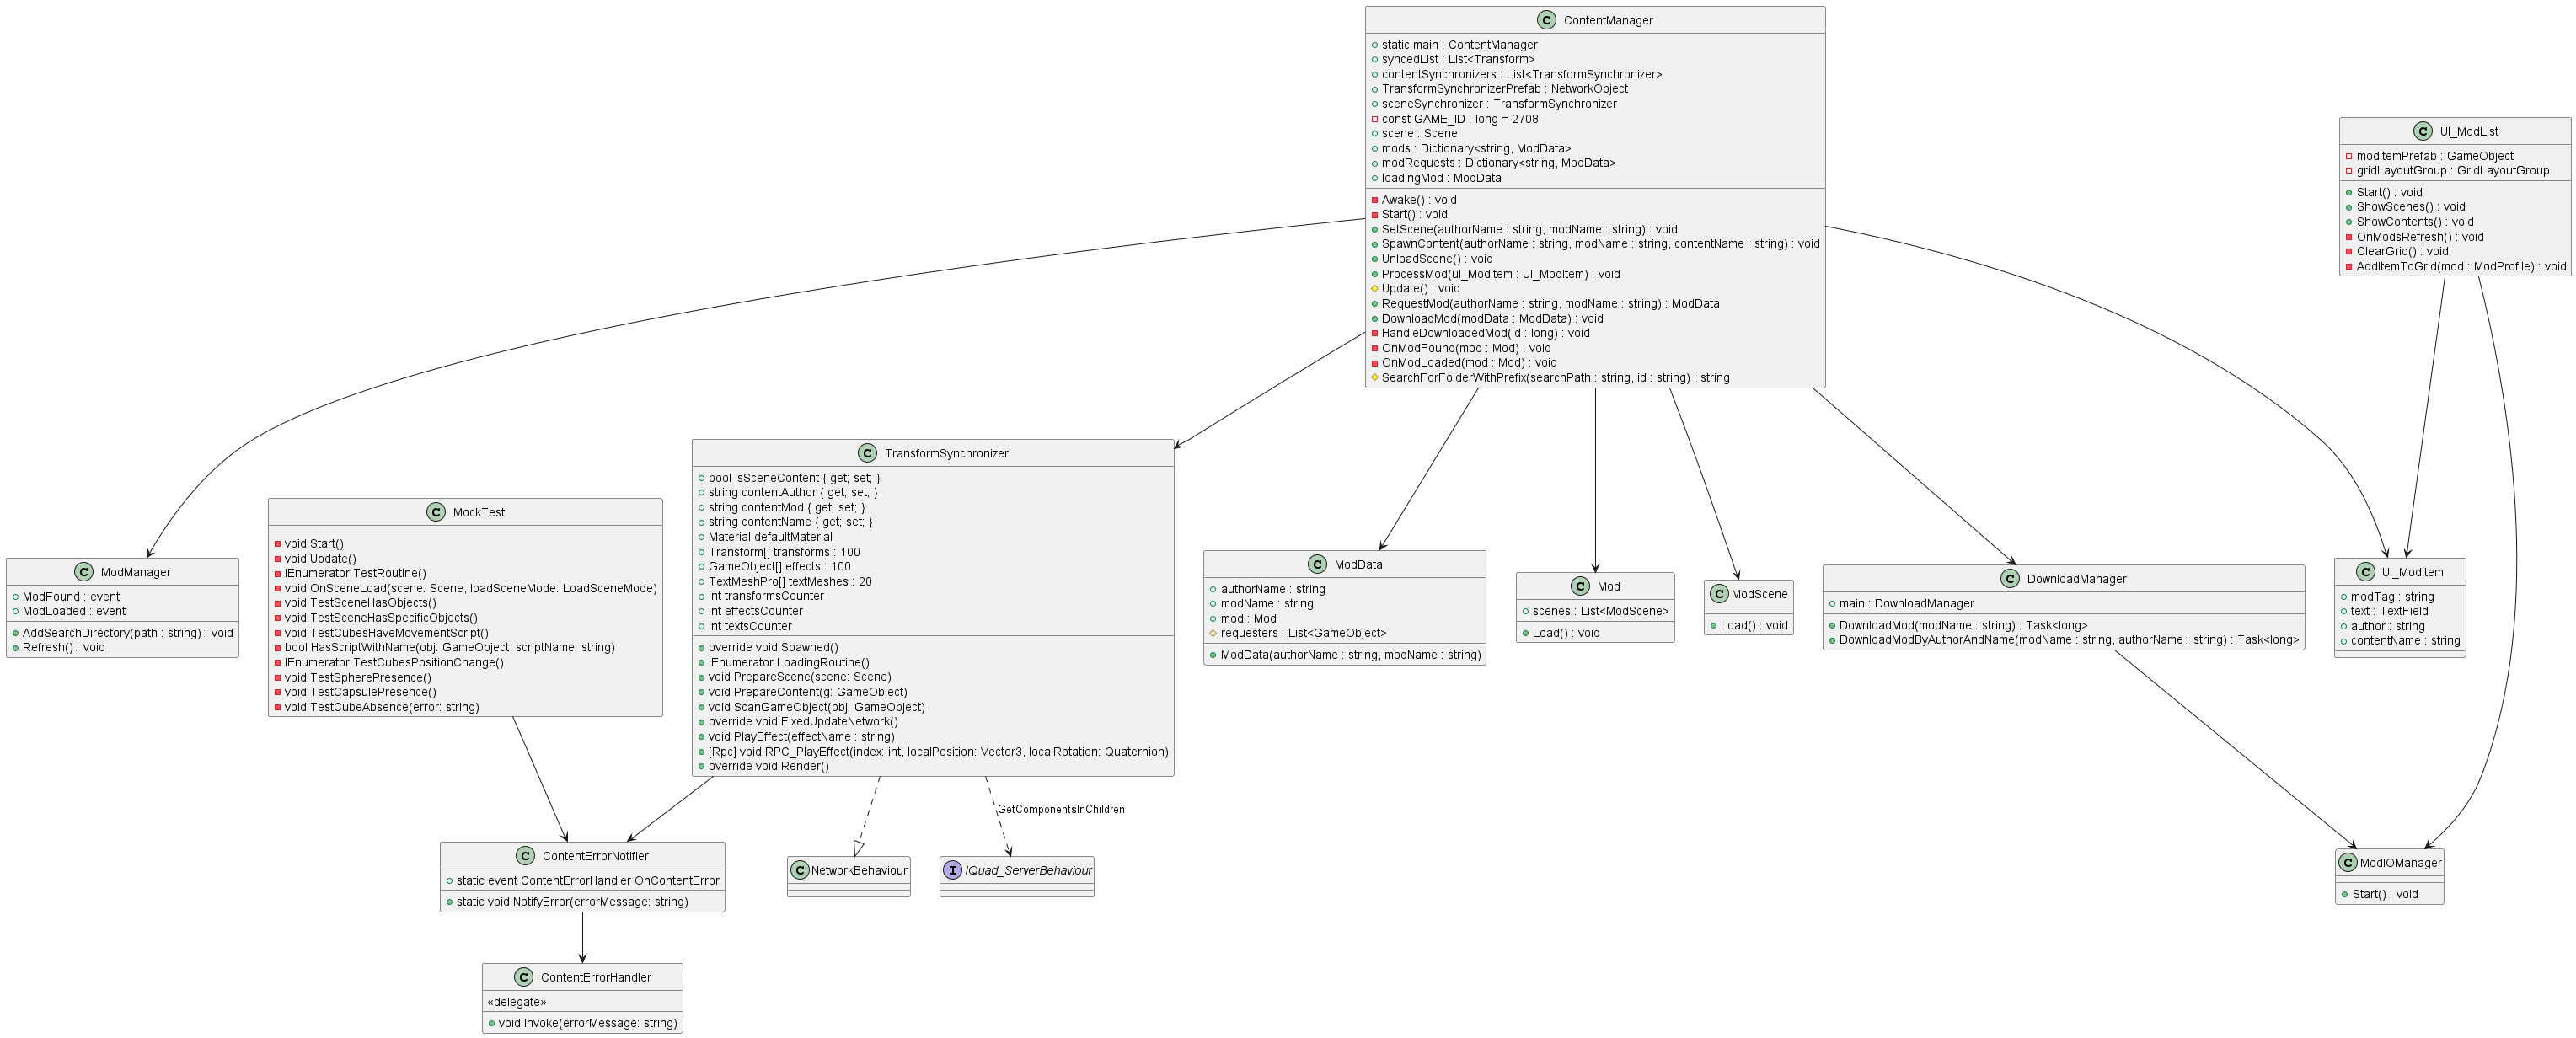 C ContentManager
static main : ContentManager
syncedList : List<Transform>
contentSynchronizers : List<TransformSynchronizer>
TransformSynchronizerPrefab : NetworkObject
sceneSynchronizer : TransformSynchronizer
const GAME_ID : long = 2708
scene : Scene
mods : Dictionary<string, ModData>
modRequests : Dictionary<string, ModData>
loadingMod : ModData
Awake() : void
Start() : void
SetScene(authorName : string, modName : string) : void
SpawnContent(authorName : string, modName : string, contentName : string) : void
UnloadScene() : void
ProcessMod(uI_ModItem : UI_ModItem) : void
Update() : void
RequestMod(authorName : string, modName : string) : ModData
DownloadMod(modData : ModData) : void
HandleDownloadedMod(id : long) : void
OnModFound(mod : Mod) : void
OnModLoaded(mod : Mod) : void
SearchForFolderWithPrefix(searchPath : string, id : string) : string
C UI_ModList
modItemPrefab : GameObject
gridLayoutGroup : GridLayoutGroup
Start() : void
ShowScenes() : void
ShowContents() : void
OnModsRefresh() : void
ClearGrid() : void
AddItemToGrid(mod : ModProfile) : void
C ModManager
ModFound : event
ModLoaded : event
AddSearchDirectory(path : string) : void
Refresh() : void
C MockTest
void Start()
void Update()
IEnumerator TestRoutine()
void OnSceneLoad(scene: Scene, loadSceneMode: LoadSceneMode)
void TestSceneHasObjects()
void TestSceneHasSpecificObjects()
void TestCubesHaveMovementScript()
bool HasScriptWithName(obj: GameObject, scriptName: string)
IEnumerator TestCubesPositionChange()
void TestSpherePresence()
void TestCapsulePresence()
void TestCubeAbsence(error: string)
C TransformSynchronizer
bool isSceneContent { get; set; }
string contentAuthor { get; set; }
string contentMod { get; set; }
string contentName { get; set; }
Material defaultMaterial
Transform[] transforms : 100
GameObject[] effects : 100
TextMeshPro[] textMeshes : 20
int transformsCounter
int effectsCounter
int textsCounter
override void Spawned()
IEnumerator LoadingRoutine()
void PrepareScene(scene: Scene)
void PrepareContent(g: GameObject)
void ScanGameObject(obj: GameObject)
override void FixedUpdateNetwork()
void PlayEffect(effectName : string)
[Rpc] void RPC_PlayEffect(index: int, localPosition: Vector3, localRotation: Quaternion)
override void Render()
C ModData
authorName : string
modName : string
mod : Mod
requesters : List<GameObject>
ModData(authorName : string, modName : string)
C Mod
scenes : List<ModScene>
Load() : void
C ModScene
Load() : void
C DownloadManager
main : DownloadManager
DownloadMod(modName : string) : Task<long>
DownloadModByAuthorAndName(modName : string, authorName : string) : Task<long>
C UI_ModItem
modTag : string
text : TextField
author : string
contentName : string
GetComponentsInChildren
C ContentErrorNotifier
static event ContentErrorHandler OnContentError
static void NotifyError(errorMessage: string)
C NetworkBehaviour
I IQuad_ServerBehaviour
C ModIOManager
Start() : void
C ContentErrorHandler
«delegate»
void Invoke(errorMessage: string)